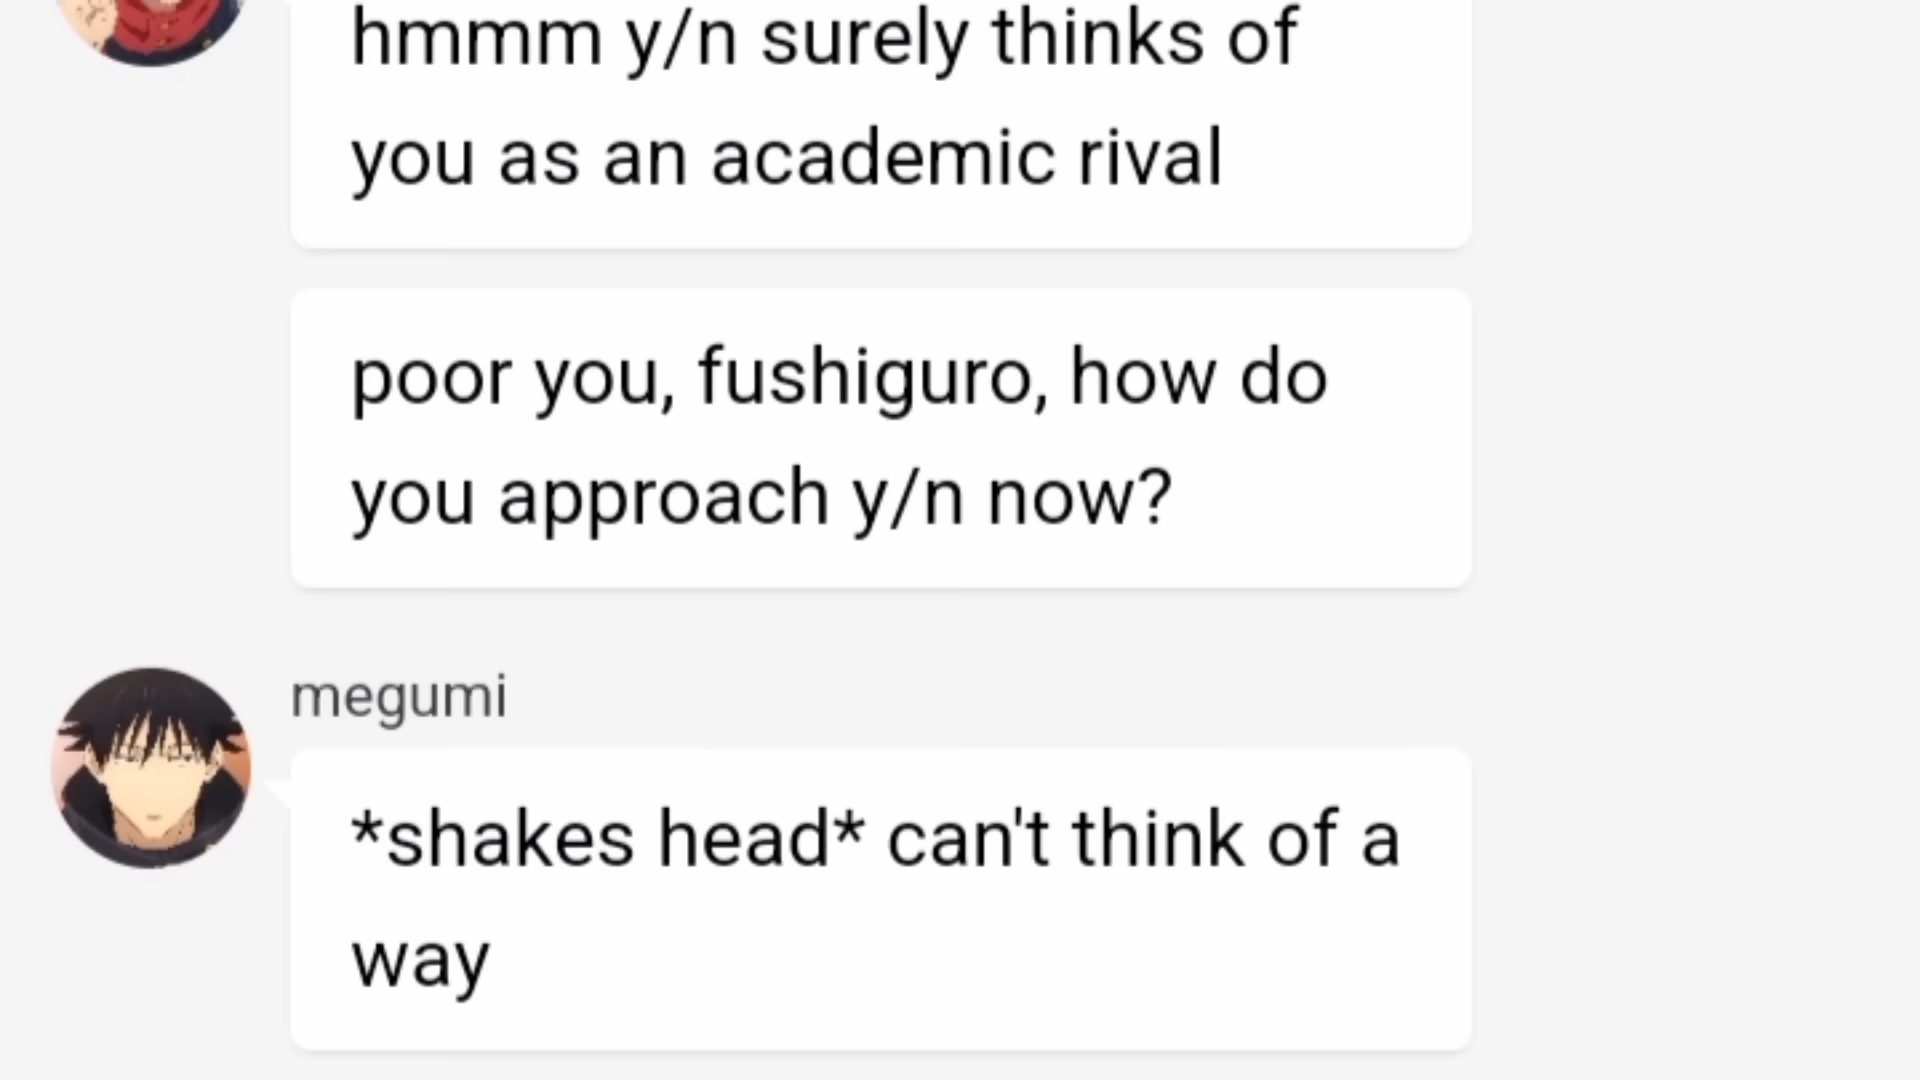 hmmm y/n surely thinks of
you as an academic rival
poor you, fushiguro, how do
you approach y/n now?
megumi
*shakes head* can't think of a
way